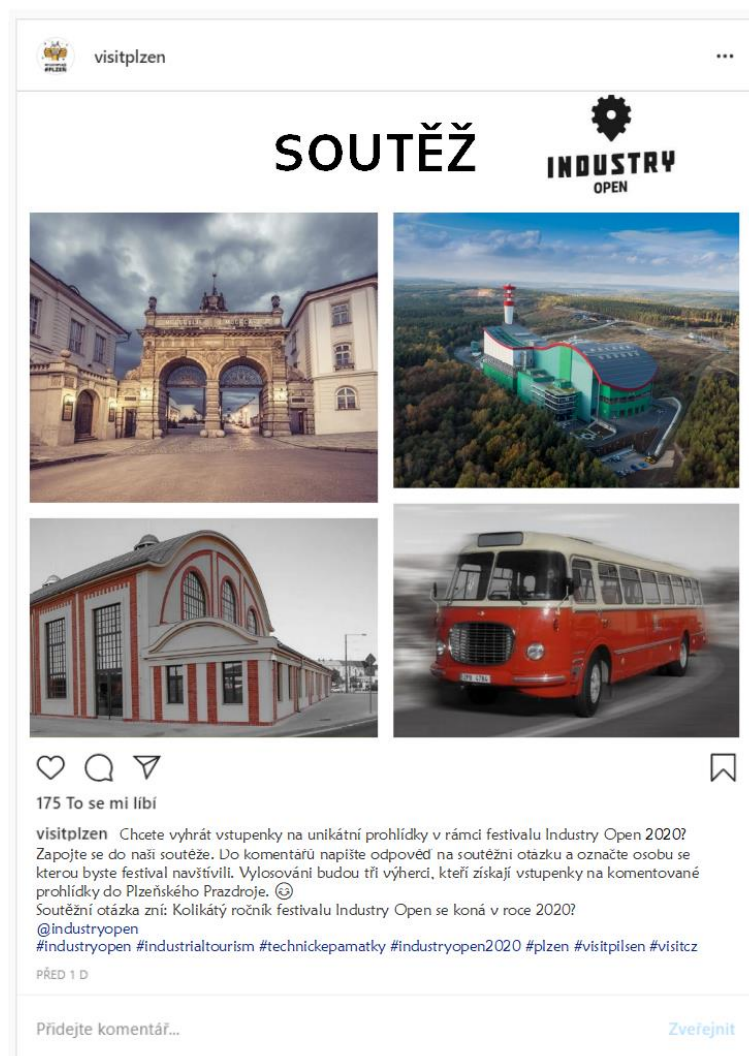 visitplzen
SOUTĚŽ
INDUSTRY
OPEN
175 To se mi líbí
visitplzen Chcete vyhrát vstupenky na unikátní prohlídky v rámci festivalu Industry Open 2020?
Zapojte se do naší soutěže. Do komentářů napište odpověď na soutěžní otázku a označte osobu se
kterou byste festival navštívili. Vylosováni budou tři výherci, kteří získají vstupenky na komentované
prohlídky do Plzeňského Prazdroje. 😊
Soutěžní otázka zní: Kolikátý ročník festivalu Industry Open se koná v roce 2020?
@industryopen
#industryopen #industrialtourism #technickepamatky #industryopen2020 #plzen #visitpilsen #visitcz
PŘED 1 D
Přidejte komentář...
Zveřejnit